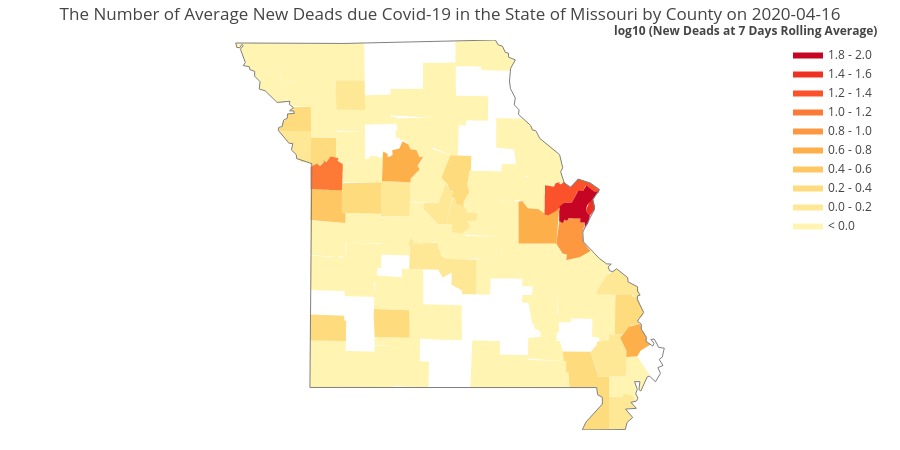 The Number of Average New Deads due Covid-19 in the State of Missouri by County on 2020-04-16
log10 (New Deads at 7 Days Rolling Average)
1.8 - 2.0
1.4 - 1.6
1.2 - 1.4
1.0 - 1.2
0.8 - 1.0
0.6 - 0.8
0.4 - 0.6
0.2 - 0.4
0.0 - 0.2
< 0.0